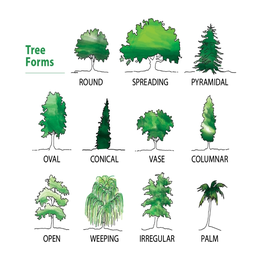 Tree
Forms
ROUND SPREADING PYRAMIDAL
OVAL CONICAL VASE COLUMNAR
OPEN WEEPING IRREGULAR PALM